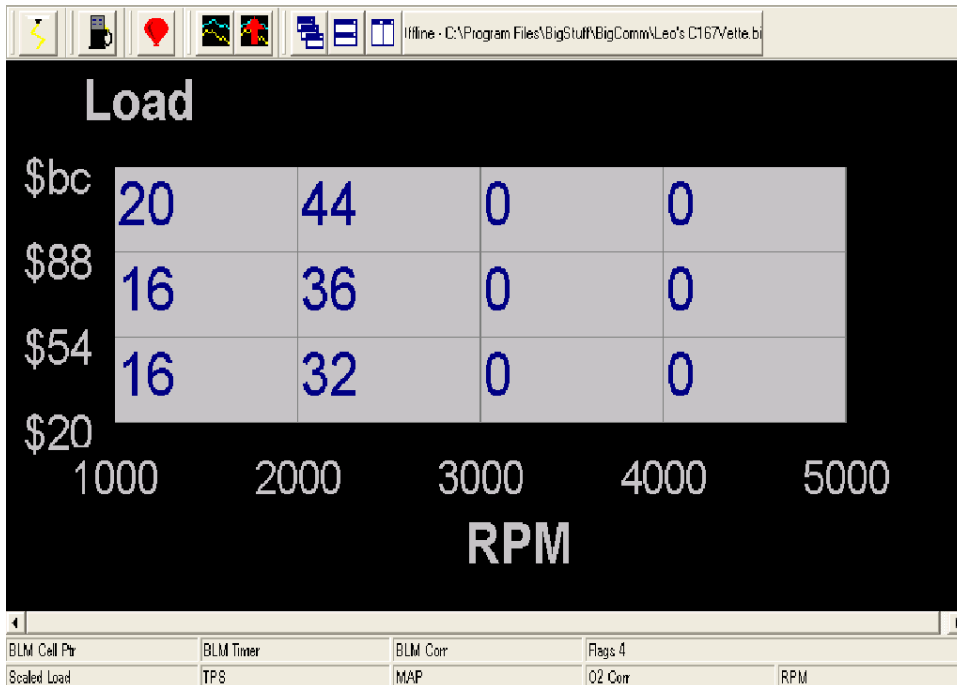 Iffline - C:\Program Files\BigStuff\BigComm\Leo's C167Vette.bi
Load
$bc
20 44 0 0
$88
16 36 0 0
$54
16 32 0 0
$20
1000 2000 3000 4000 5000
RPM
BLM Cell Ptr BLM Timer BLM Corr Flags 4
Scaled Load TPS MAP O2 Corr RPM